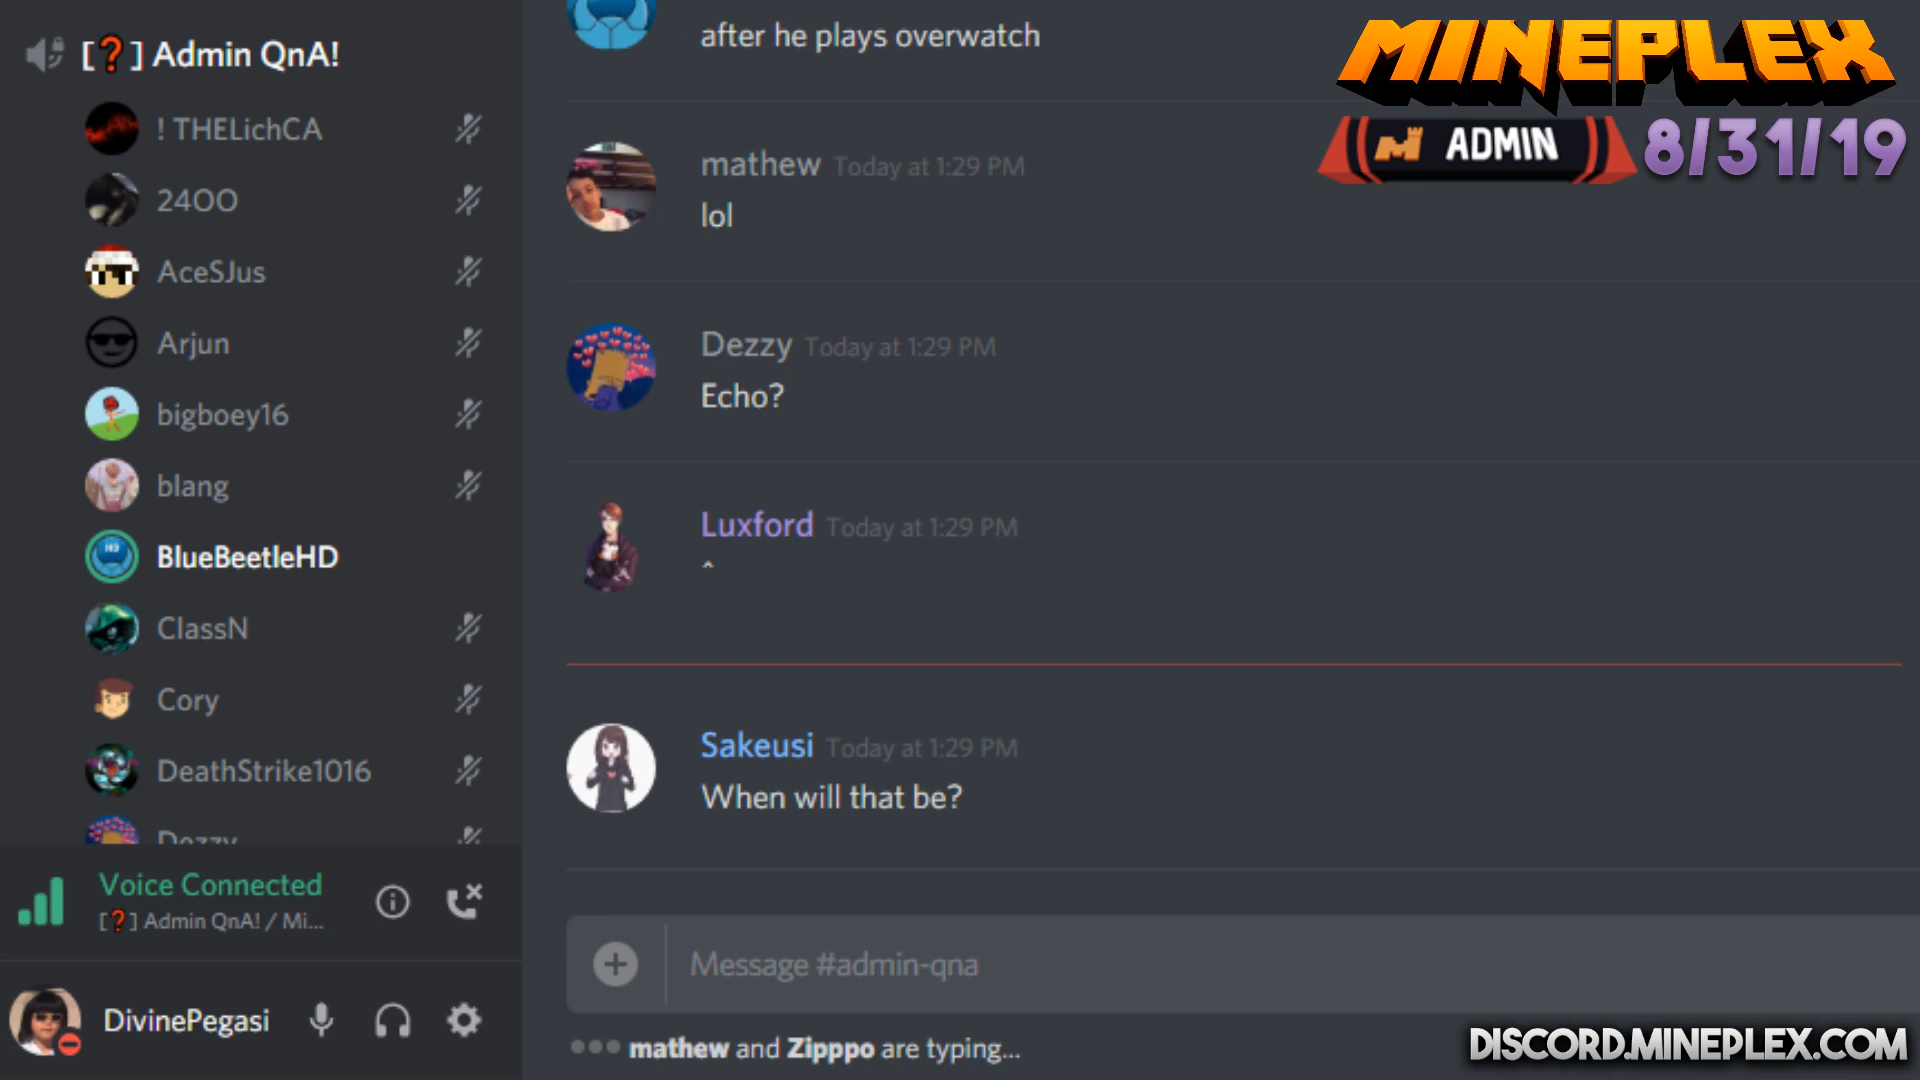 [❓] Admin QnA!
! THELichCA
24OO
AceSJus
Arjun
bigboey16
blang
BlueBeetleHD
ClassN
Cory
DeathStrike1016
Dezzy
Voice Connected
[❓] Admin QnA! / Mi...
DivinePegasi
after he plays overwatch
mathew Today at 1:29 PM
lol
Dezzy Today at 1:29 PM
Echo?
Luxford Today at 1:29 PM
^
Sakeusi Today at 1:29 PM
When will that be?
Message #admin-qna
mathew and Zipppo are typing...
MINEPLEX
ADMIN 8/31/19
DISCORD.MINEPLEX.COM